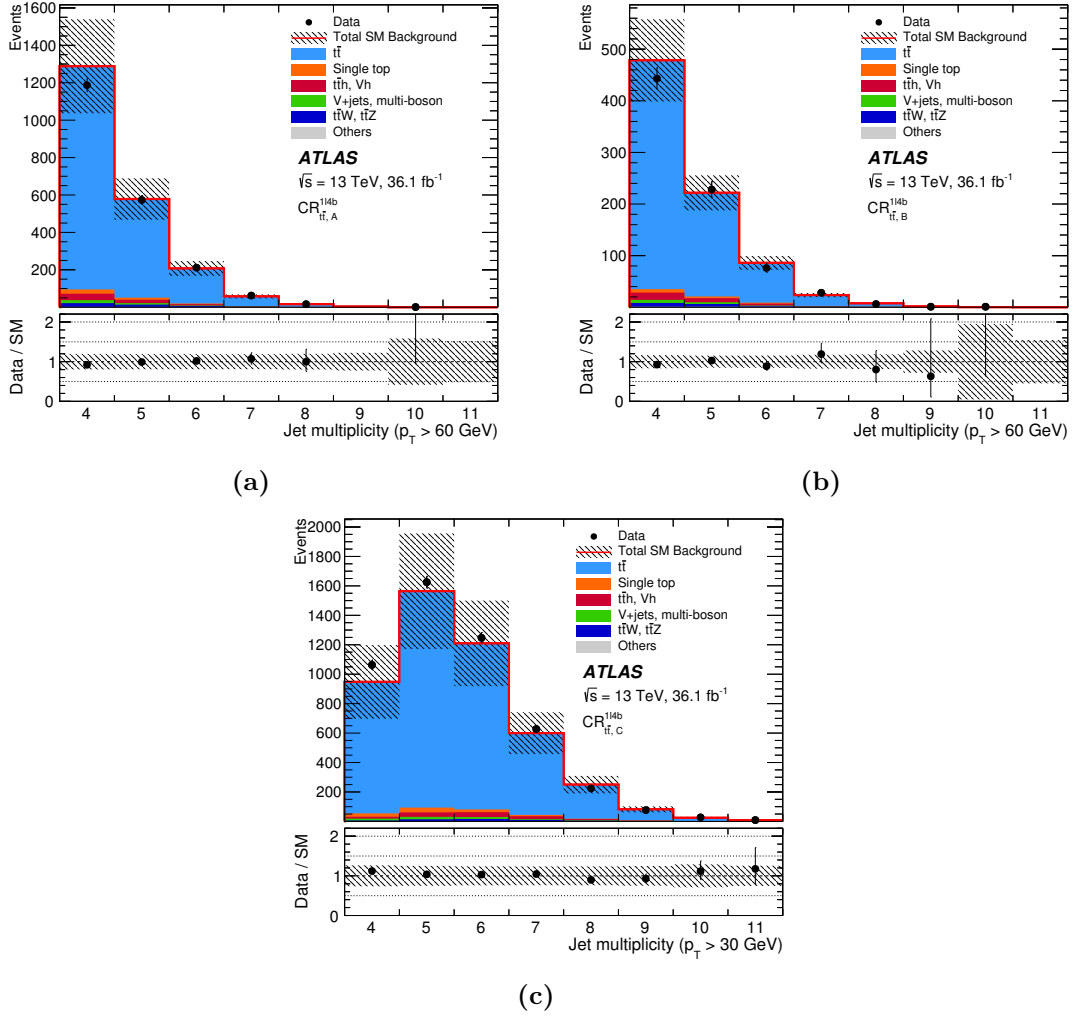 Events
1600
1400
1200
1000
800
600
400
200
Data
Total SM Background
tt̄
Single top
tt̄h, Vh
V+jets, multi-boson
tt̄W, tt̄Z
Others
ATLAS
√s = 13 TeV, 36.1 fb⁻¹
CR^{1l4b}_{tt̄, A}
Data / SM
2
1
0
4 5 6 7 8 9 10 11
Jet multiplicity (p_T > 60 GeV)
(a)
Events
500
400
300
200
100
Data
Total SM Background
tt̄
Single top
tt̄h, Vh
V+jets, multi-boson
tt̄W, tt̄Z
Others
ATLAS
√s = 13 TeV, 36.1 fb⁻¹
CR^{1l4b}_{tt̄, B}
Data / SM
2
1
0
4 5 6 7 8 9 10 11
Jet multiplicity (p_T > 60 GeV)
(b)
Events
2000
1800
1600
1400
1200
1000
800
600
400
200
Data
Total SM Background
tt̄
Single top
tt̄h, Vh
V+jets, multi-boson
tt̄W, tt̄Z
Others
ATLAS
√s = 13 TeV, 36.1 fb⁻¹
CR^{1l4b}_{tt̄, C}
Data / SM
2
1
0
4 5 6 7 8 9 10 11
Jet multiplicity (p_T > 30 GeV)
(c)